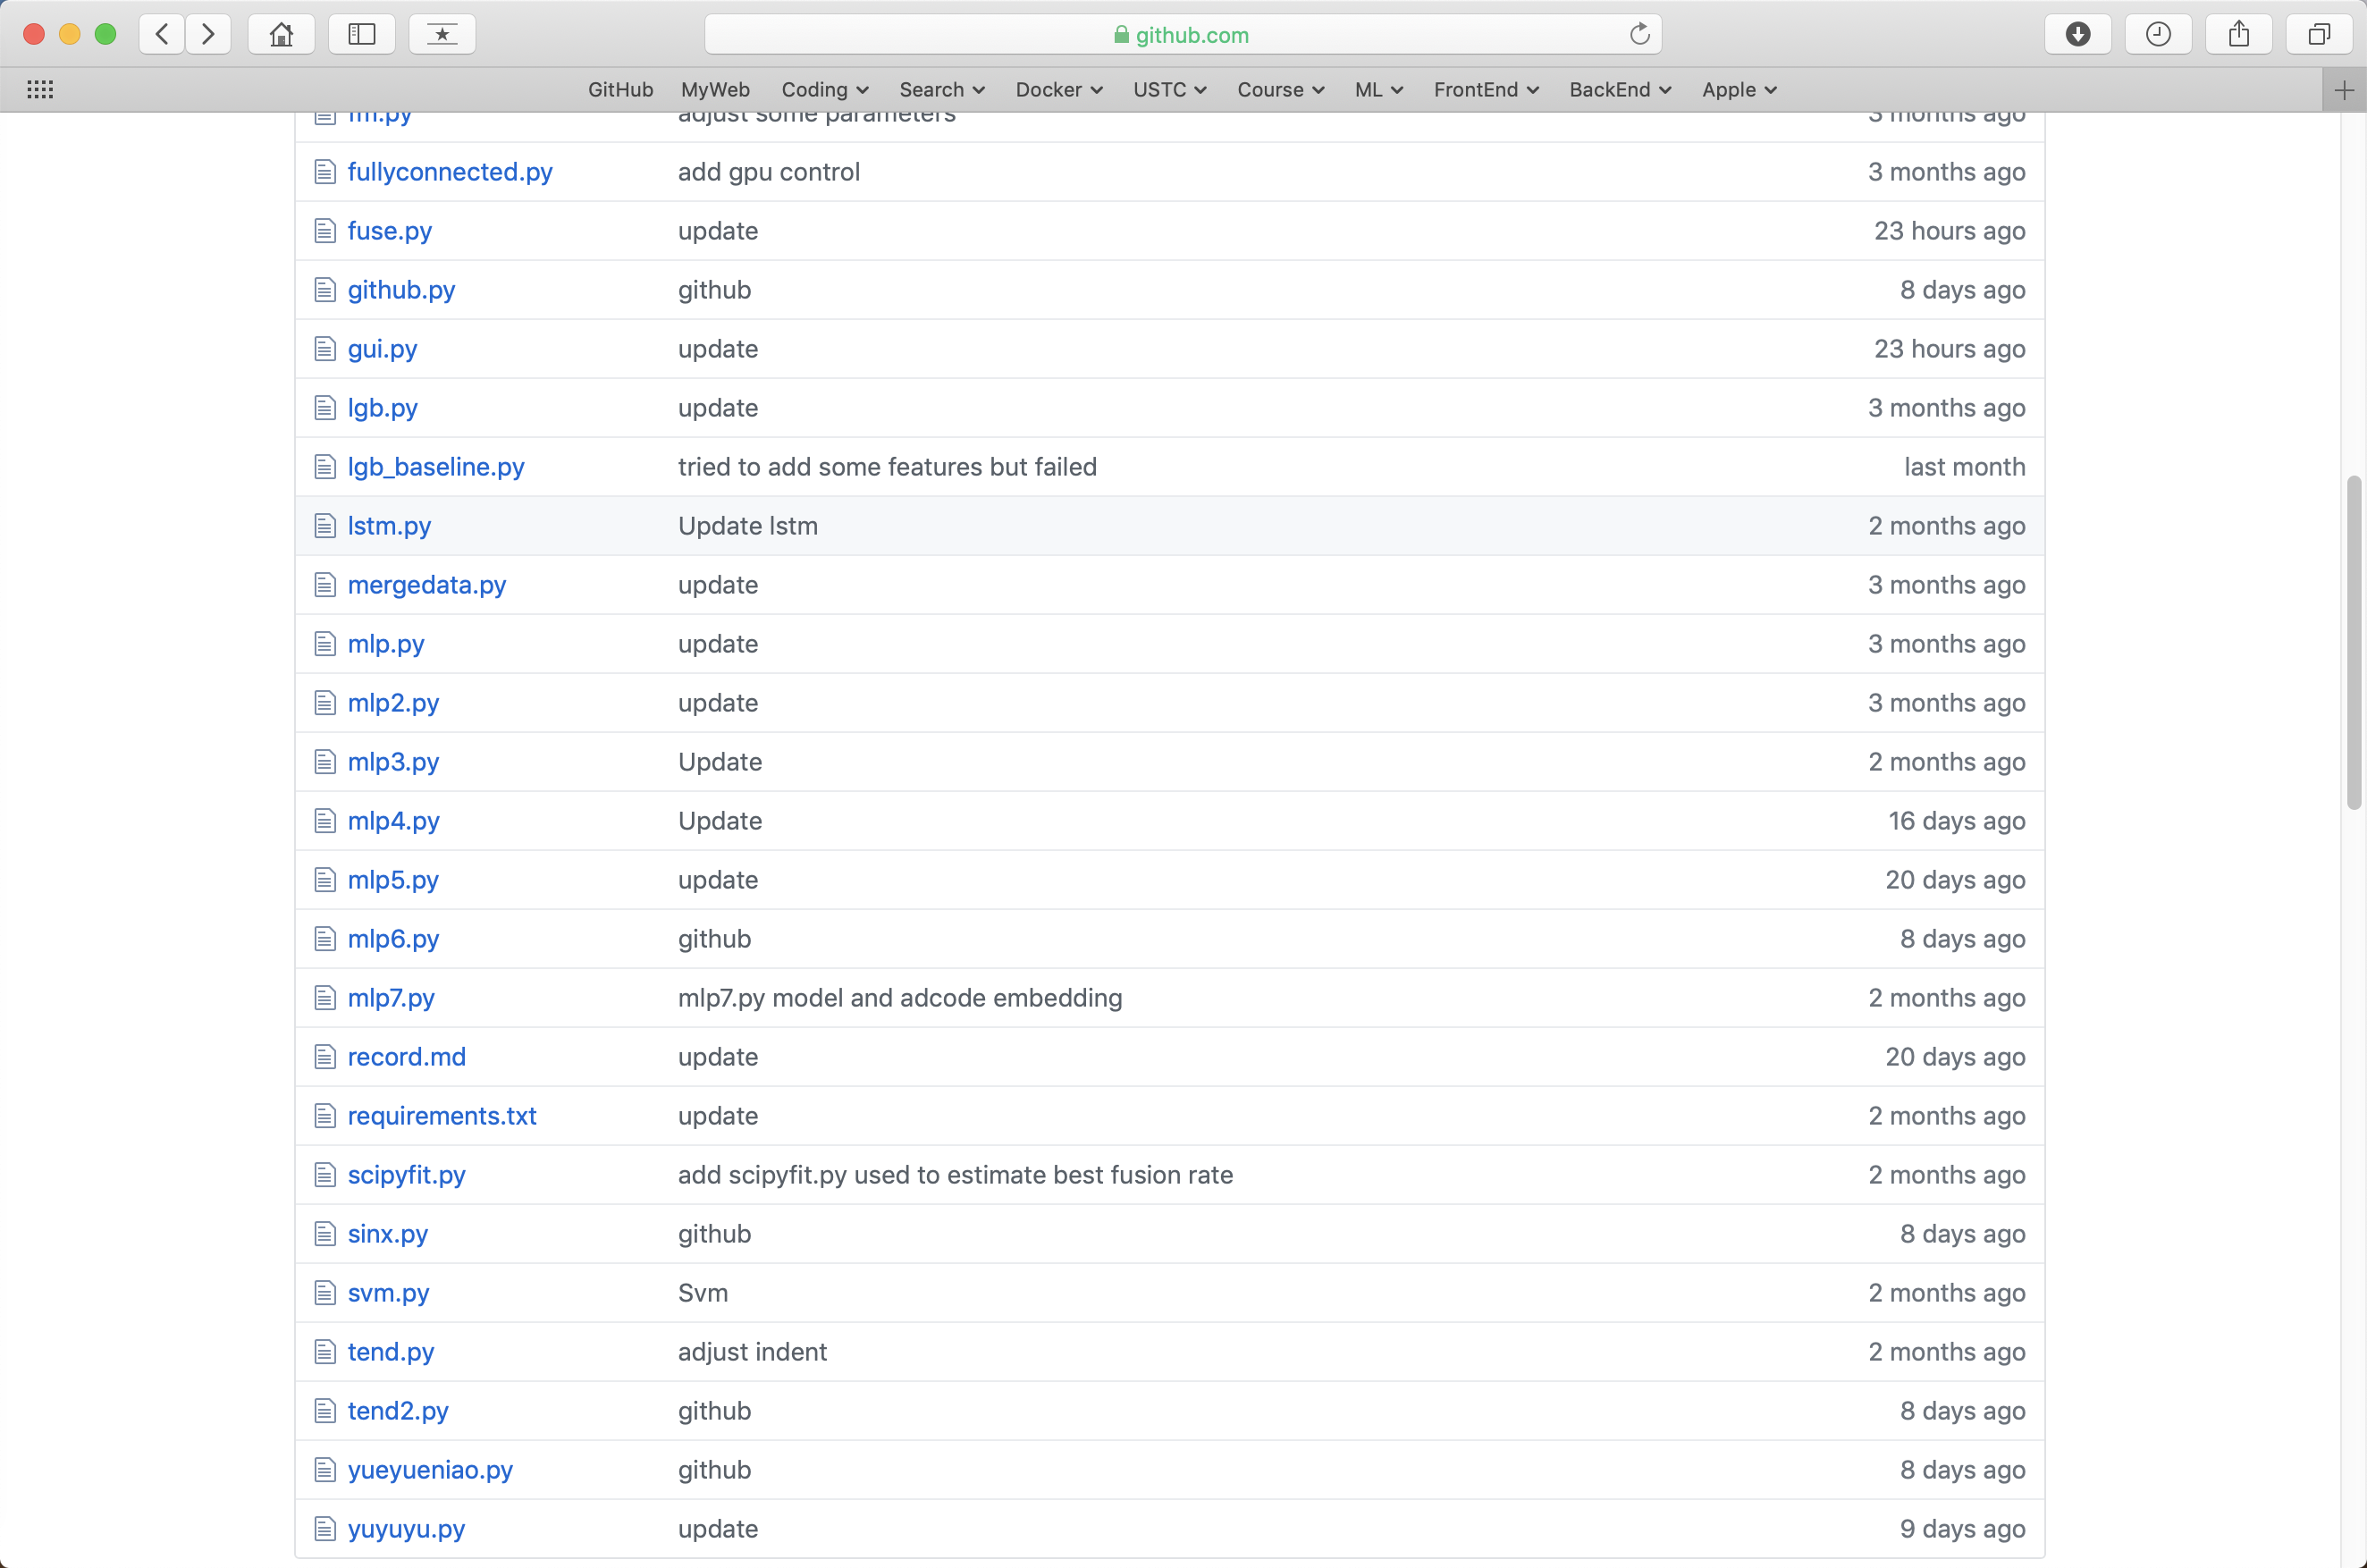 github.com
GitHub MyWeb Coding Search Docker USTC Course ML FrontEnd BackEnd Apple
adjust some parameters 3 months ago
fullyconnected.py add gpu control 3 months ago
fuse.py update 23 hours ago
github.py github 8 days ago
gui.py update 23 hours ago
lgb.py update 3 months ago
lgb_baseline.py tried to add some features but failed last month
lstm.py Update lstm 2 months ago
mergedata.py update 3 months ago
mlp.py update 3 months ago
mlp2.py update 3 months ago
mlp3.py Update 2 months ago
mlp4.py Update 16 days ago
mlp5.py update 20 days ago
mlp6.py github 8 days ago
mlp7.py mlp7.py model and adcode embedding 2 months ago
record.md update 20 days ago
requirements.txt update 2 months ago
scipyfit.py add scipyfit.py used to estimate best fusion rate 2 months ago
sinx.py github 8 days ago
svm.py Svm 2 months ago
tend.py adjust indent 2 months ago
tend2.py github 8 days ago
yueyueniao.py github 8 days ago
yuyuyu.py update 9 days ago